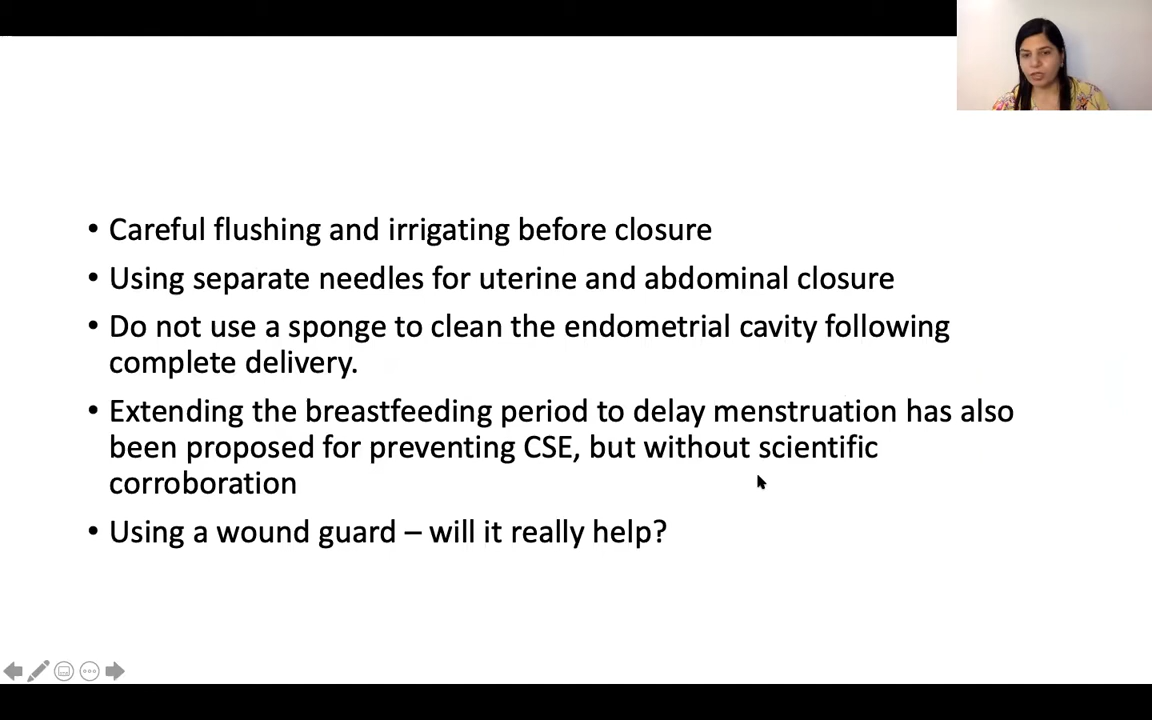 • Careful flushing and irrigating before closure
• Using separate needles for uterine and abdominal closure
• Do not use a sponge to clean the endometrial cavity following
complete delivery.
• Extending the breastfeeding period to delay menstruation has also
been proposed for preventing CSE, but without scientific
corroboration
• Using a wound guard – will it really help?